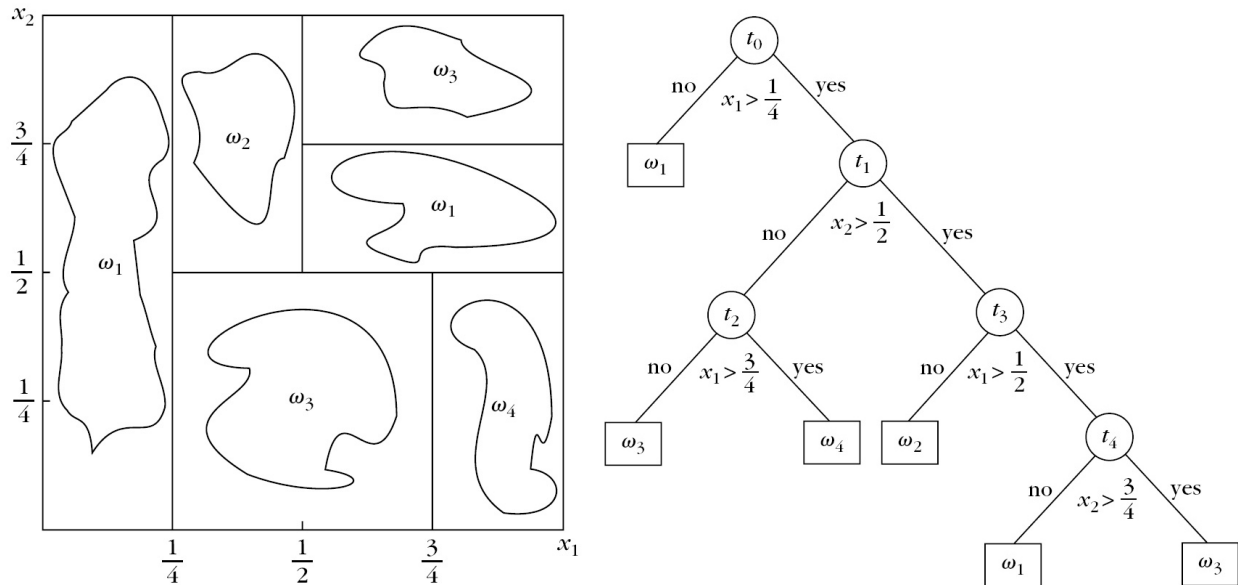 x₂
ω₃
ω₂
3/4
ω₁
1/2
ω₁
ω₃
ω₄
1/4
1/4
1/2
3/4
x₁
t₀
no
x₁ > 1/4
yes
ω₁
t₁
no
x₂ > 1/2
yes
t₂
t₃
no
x₁ > 3/4
yes
no
x₁ > 1/2
yes
ω₃
ω₄
ω₂
t₄
no
x₂ > 3/4
yes
ω₁
ω₃